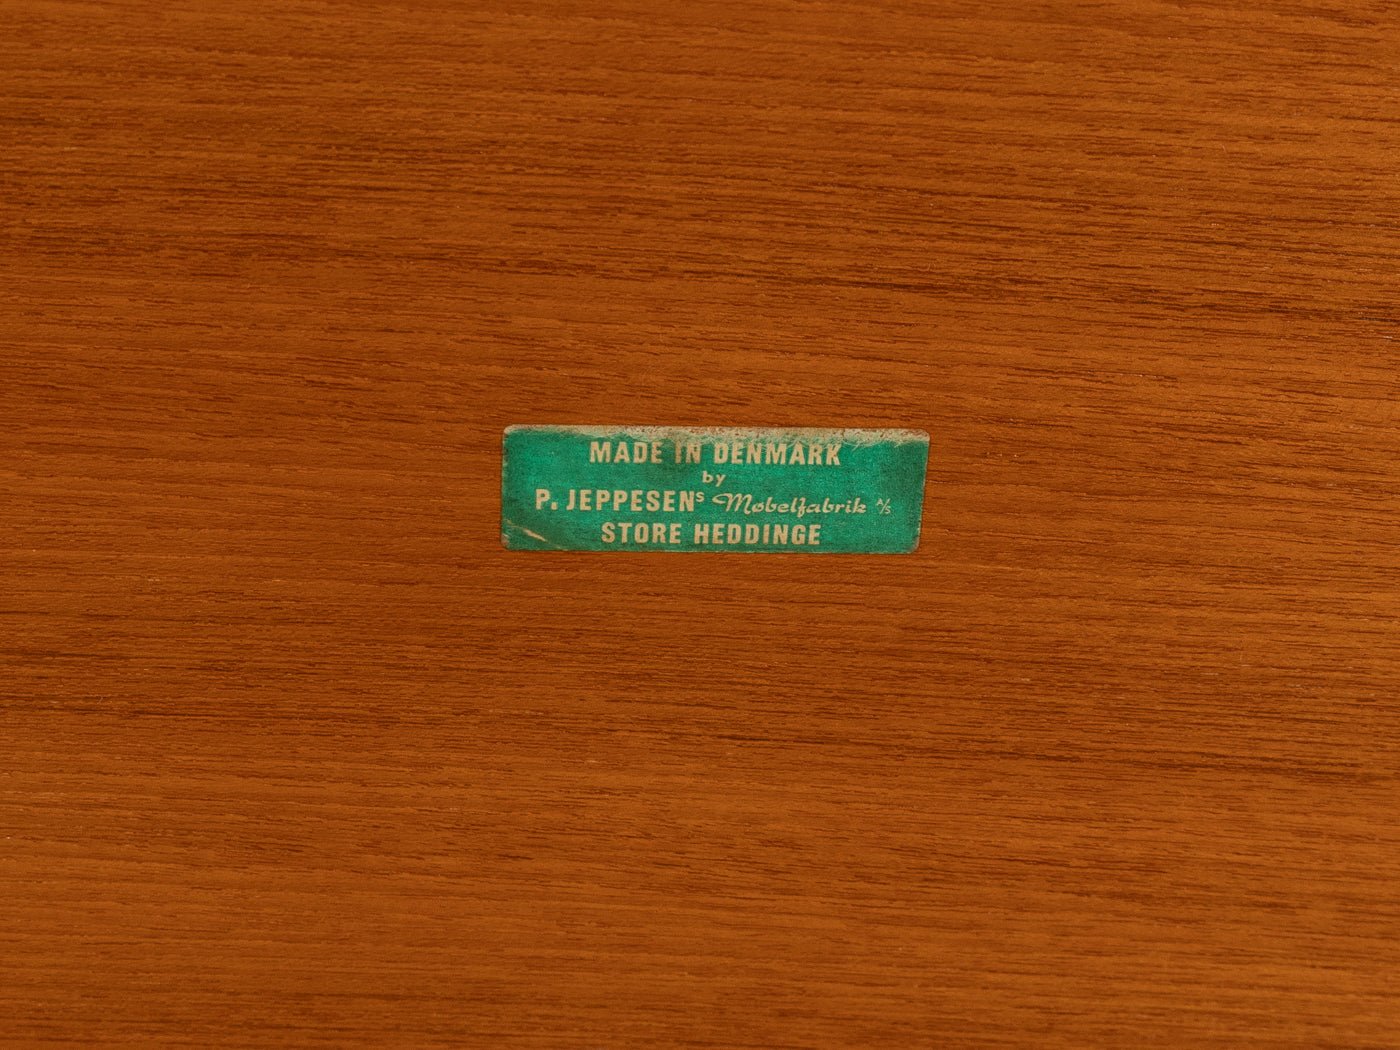 MADE IN DENMARK
by
P. JEPPESENs Møbelfabrik A/S
STORE HEDDINGE